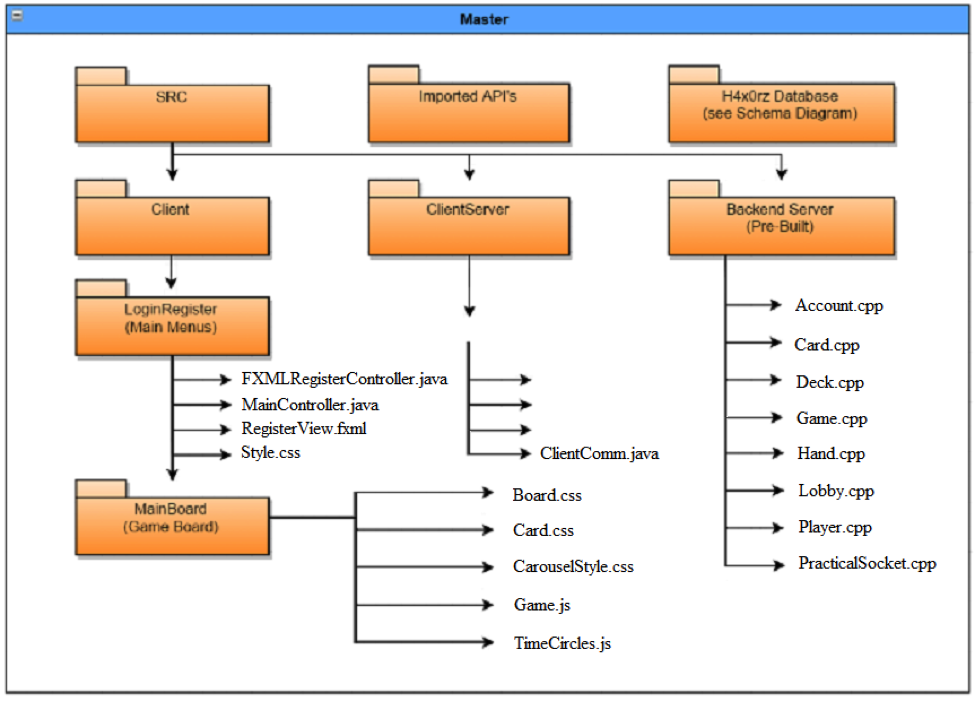 Master
SRC
Imported API's
H4x0rz Database
(see Schema Diagram)
Client
ClientServer
Backend Server
(Pre-Built)
LoginRegister
(Main Menus)
FXMLRegisterController.java
MainController.java
RegisterView.fxml
Style.css
ClientComm.java
Account.cpp
Card.cpp
Deck.cpp
Game.cpp
Hand.cpp
Lobby.cpp
Player.cpp
PracticalSocket.cpp
MainBoard
(Game Board)
Board.css
Card.css
CarouselStyle.css
Game.js
TimeCircles.js